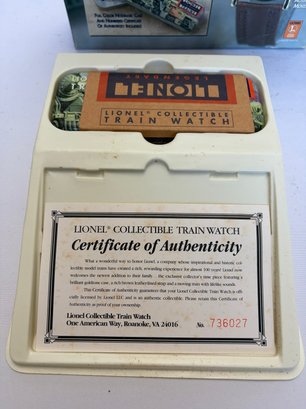 FULL COLOR NOSTALGIC CASE
AND NUMBERED CERTIFICATE
OF AUTHENTICITY INCLUDED
LIONEL
LEGENDARY
LIONEL® COLLECTIBLE
TRAIN WATCH
LIONEL® COLLECTIBLE TRAIN WATCH
Certificate of Authenticity
What a wonderful way to honor Lionel, a company whose inspirational and historic col-
lectible model trains have created a rich, rewarding experience for almost 100 years! Lionel now
welcomes the newest addition to their family - the exclusive collector's time piece featuring a
brilliant goldtone case, a rich brown leather-lined strap and a moving train with lifelike sounds.
This Certificate of Authenticity guarantees that your Lionel Collectible Train Watch is offi-
cially licensed by Lionel LLC and is an authentic collectible. Please retain this Certificate of
Authenticity as proof of your ownership.
Lionel Collectible Train Watch
One American Way, Roanoke, VA 24016
No. 736027